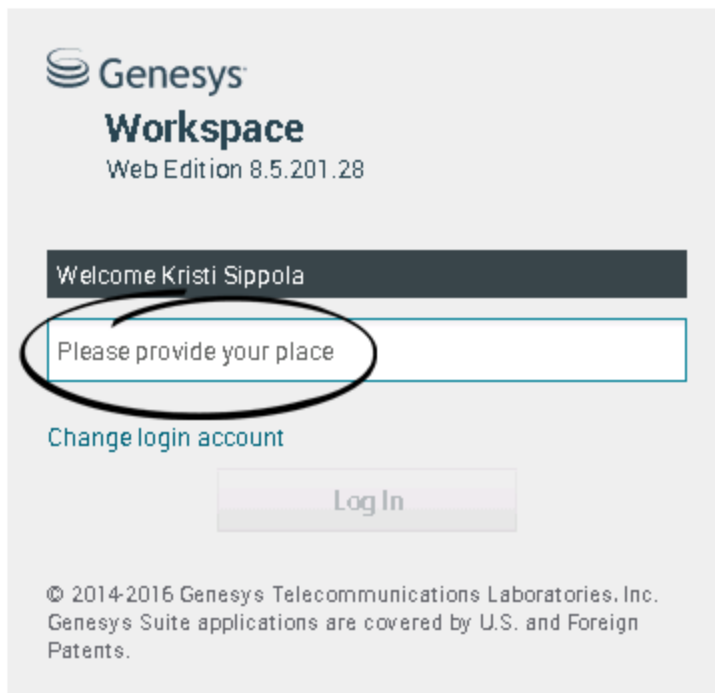 Genesys
Workspace
Web Edition 8.5.201.28
Welcome Kristi Sippola
Please provide your place
Change login account
Log In
© 2014-2016 Genesys Telecommunications Laboratories, Inc.
Genesys Suite applications are covered by U.S. and Foreign
Patents.